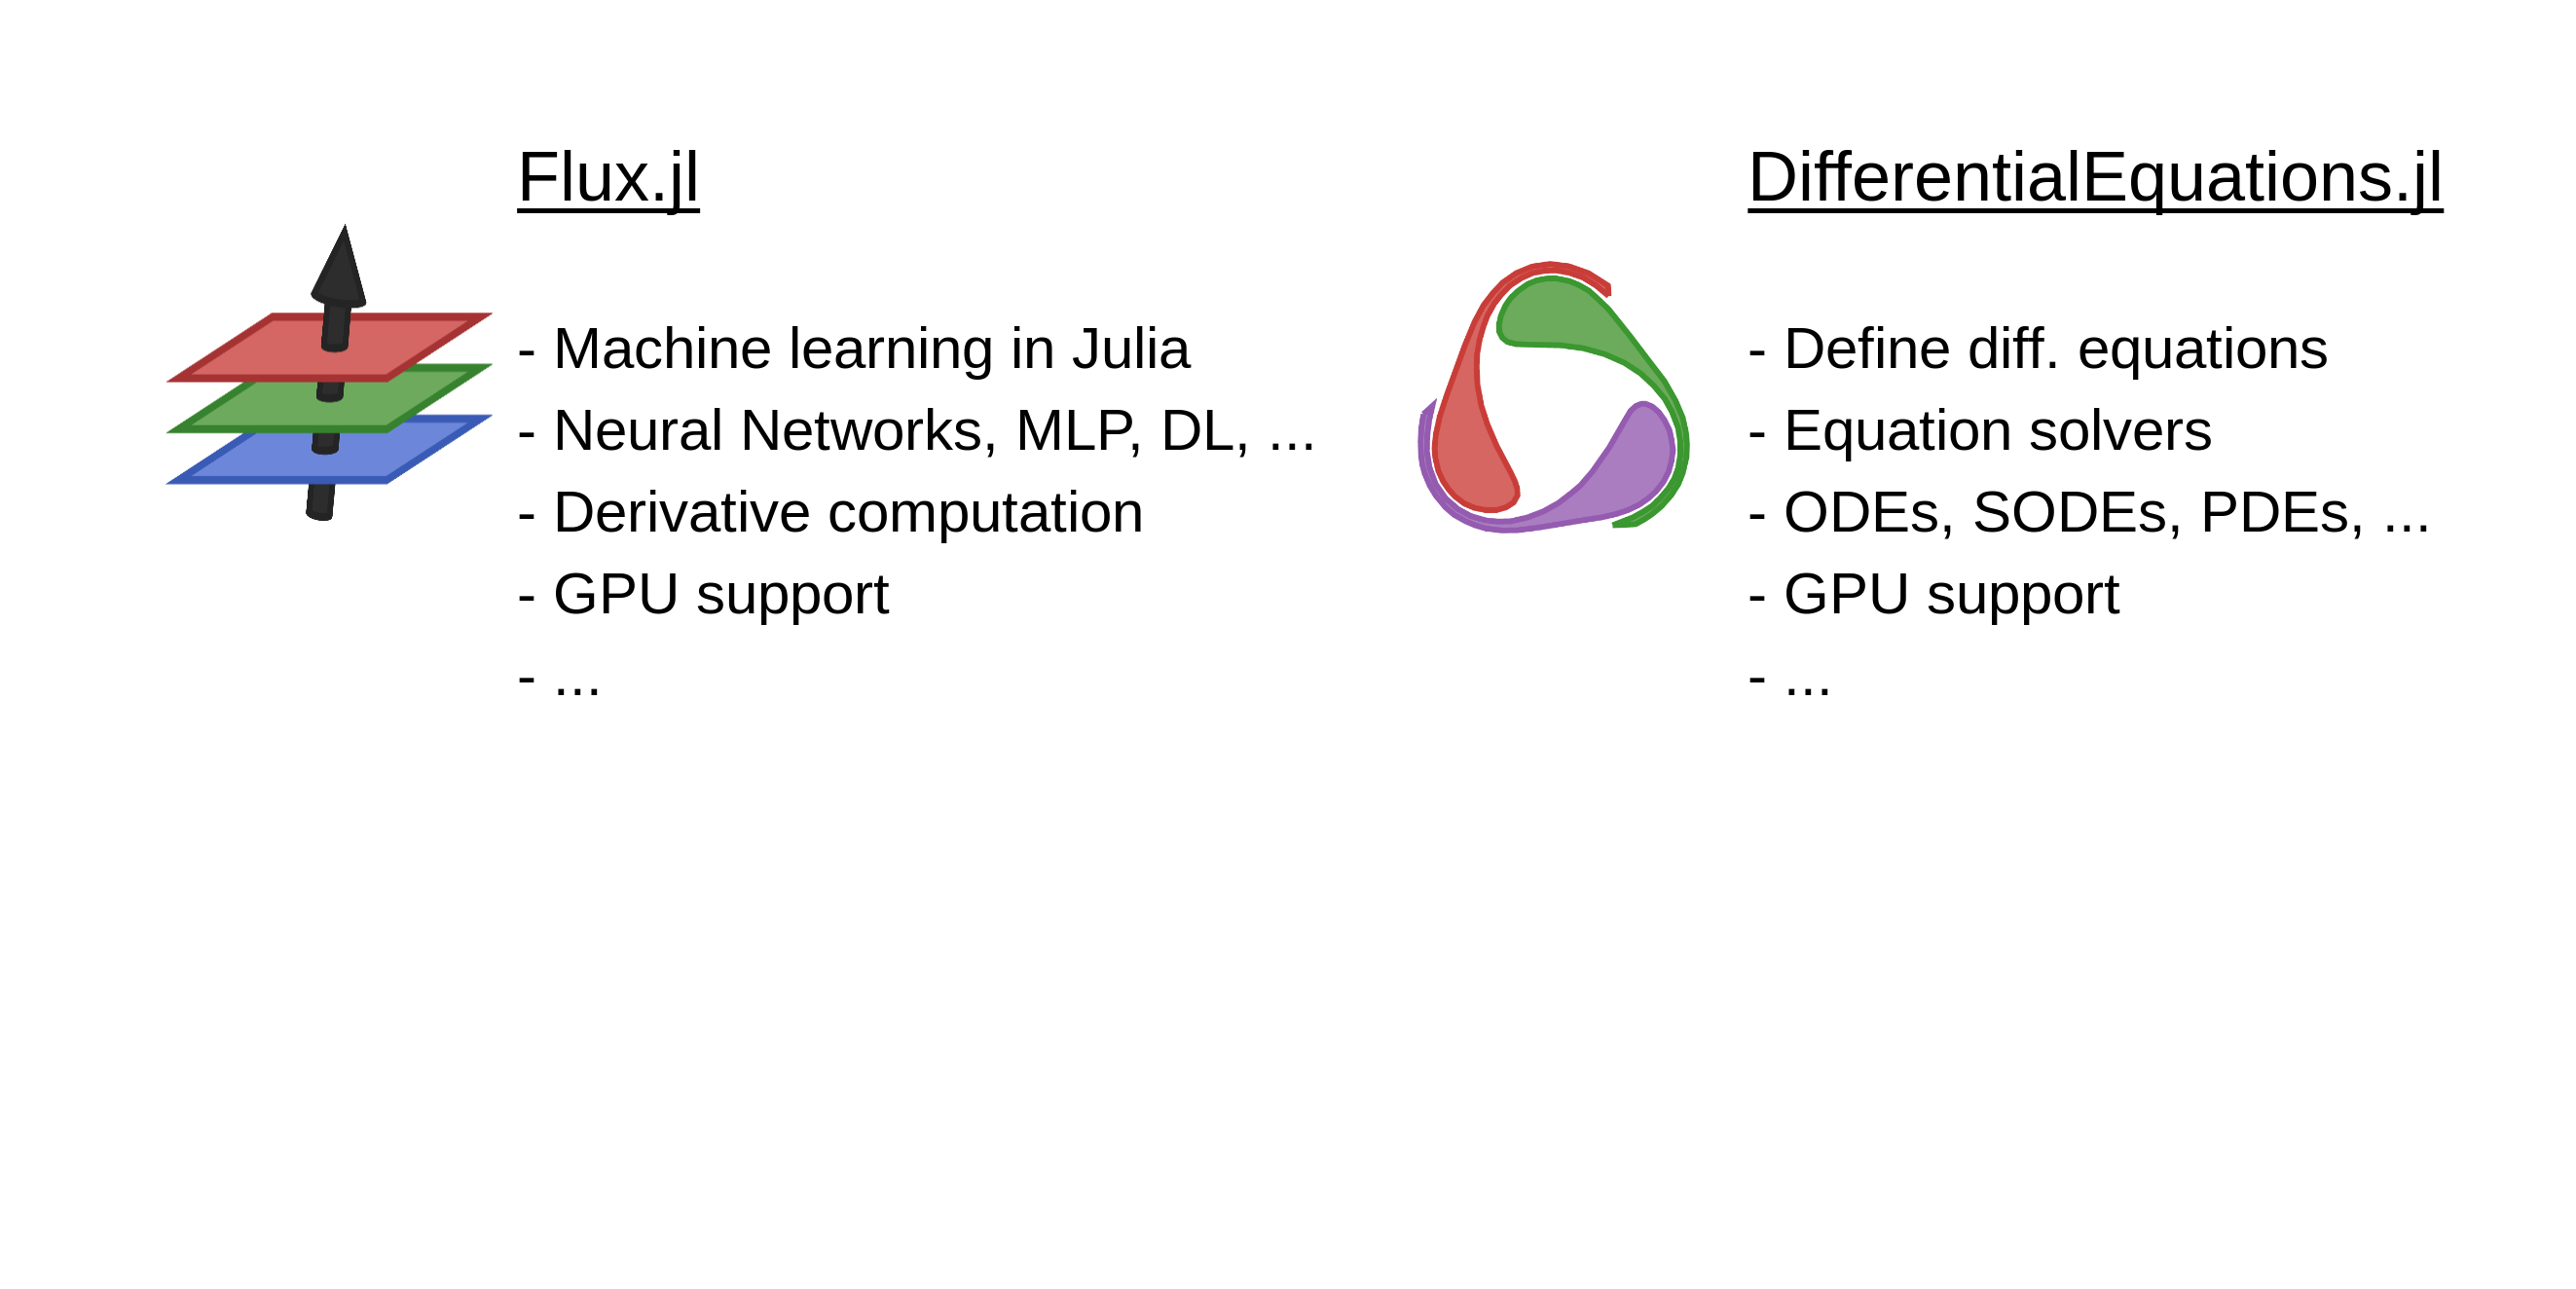 Flux.jl
- Machine learning in Julia
- Neural Networks, MLP, DL, ...
- Derivative computation
- GPU support
- ...
DifferentialEquations.jl
- Define diff. equations
- Equation solvers
- ODEs, SODEs, PDEs, ...
- GPU support
- ...